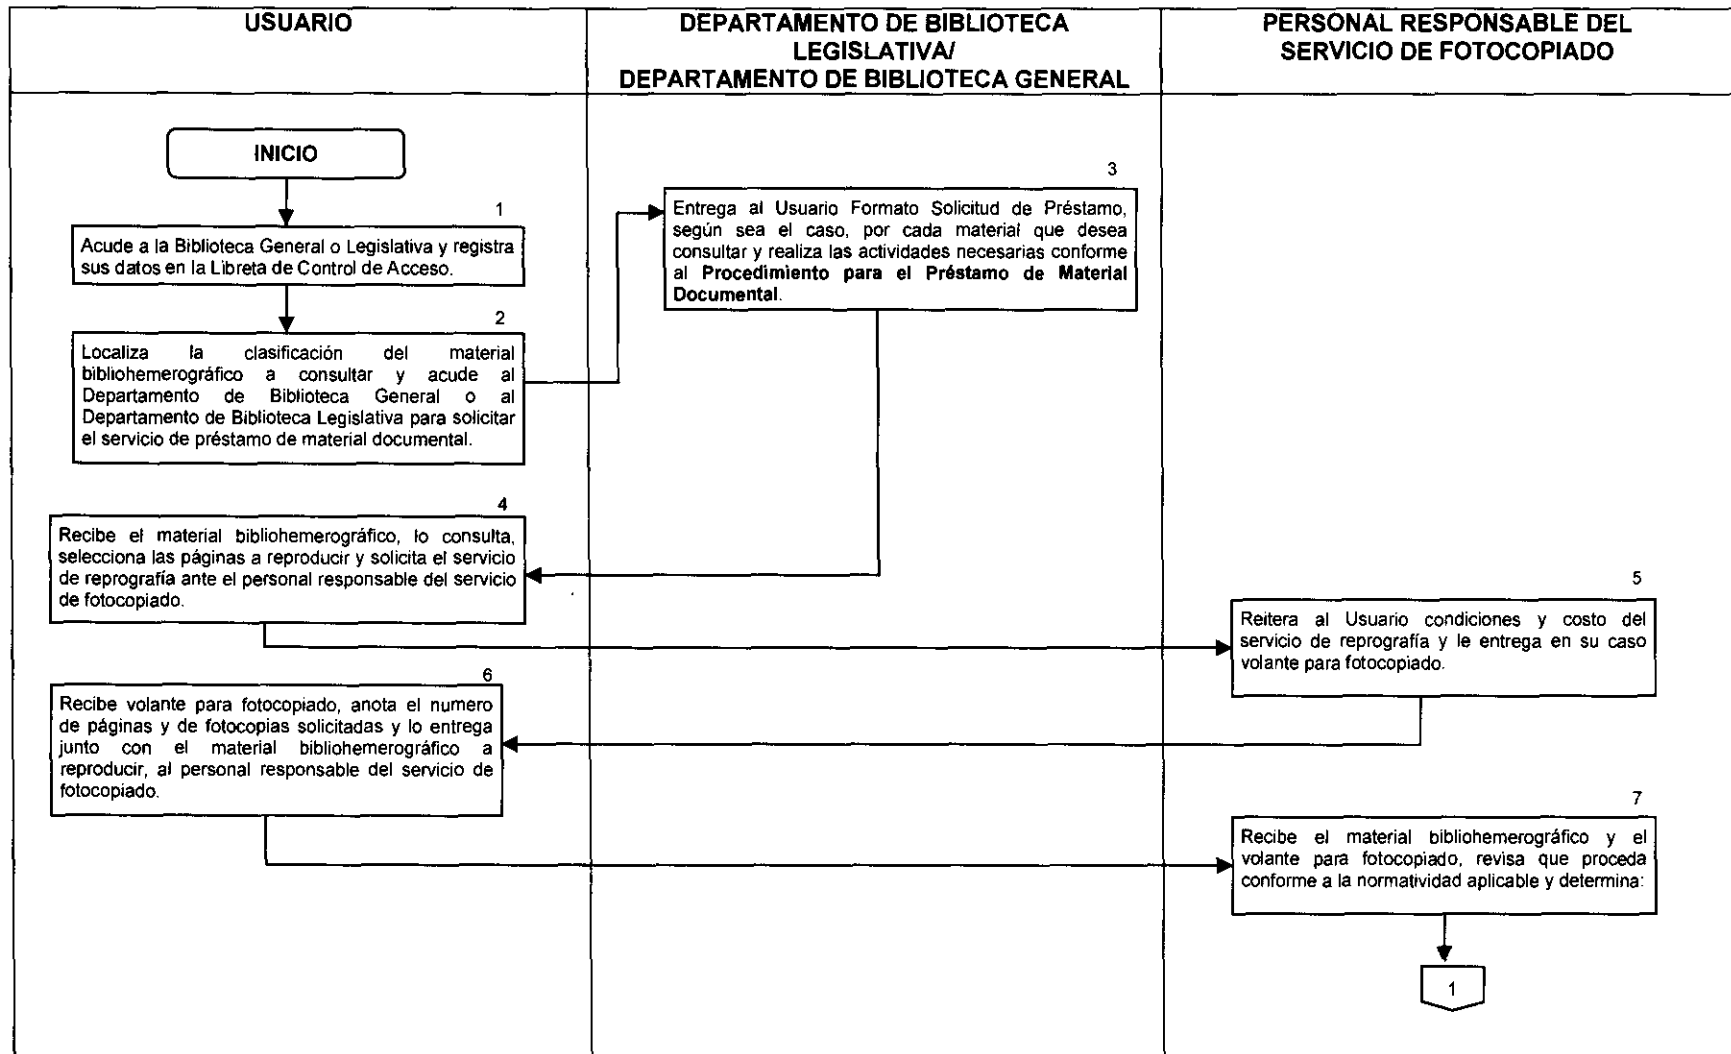 USUARIO
DEPARTAMENTO DE BIBLIOTECA
LEGISLATIVA/
DEPARTAMENTO DE BIBLIOTECA GENERAL
PERSONAL RESPONSABLE DEL
SERVICIO DE FOTOCOPIADO
INICIO
1
Acude a la Biblioteca General o Legislativa y registra
sus datos en la Libreta de Control de Acceso.
2
Localiza la clasificación del material
bibliohemerográfico a consultar y acude al
Departamento de Biblioteca General o al
Departamento de Biblioteca Legislativa para solicitar
el servicio de préstamo de material documental.
3
Entrega al Usuario Formato Solicitud de Préstamo,
según sea el caso, por cada material que desea
consultar y realiza las actividades necesarias conforme
al Procedimiento para el Préstamo de Material
Documental.
4
Recibe el material bibliohemerográfico, lo consulta,
selecciona las páginas a reproducir y solicita el servicio
de reprografía ante el personal responsable del servicio
de fotocopiado.
5
Reitera al Usuario condiciones y costo del
servicio de reprografía y le entrega en su caso
volante para fotocopiado.
6
Recibe volante para fotocopiado, anota el numero
de páginas y de fotocopias solicitadas y lo entrega
junto con el material bibliohemerográfico a
reproducir, al personal responsable del servicio de
fotocopiado.
7
Recibe el material bibliohemerográfico y el
volante para fotocopiado, revisa que proceda
conforme a la normatividad aplicable y determina:
1